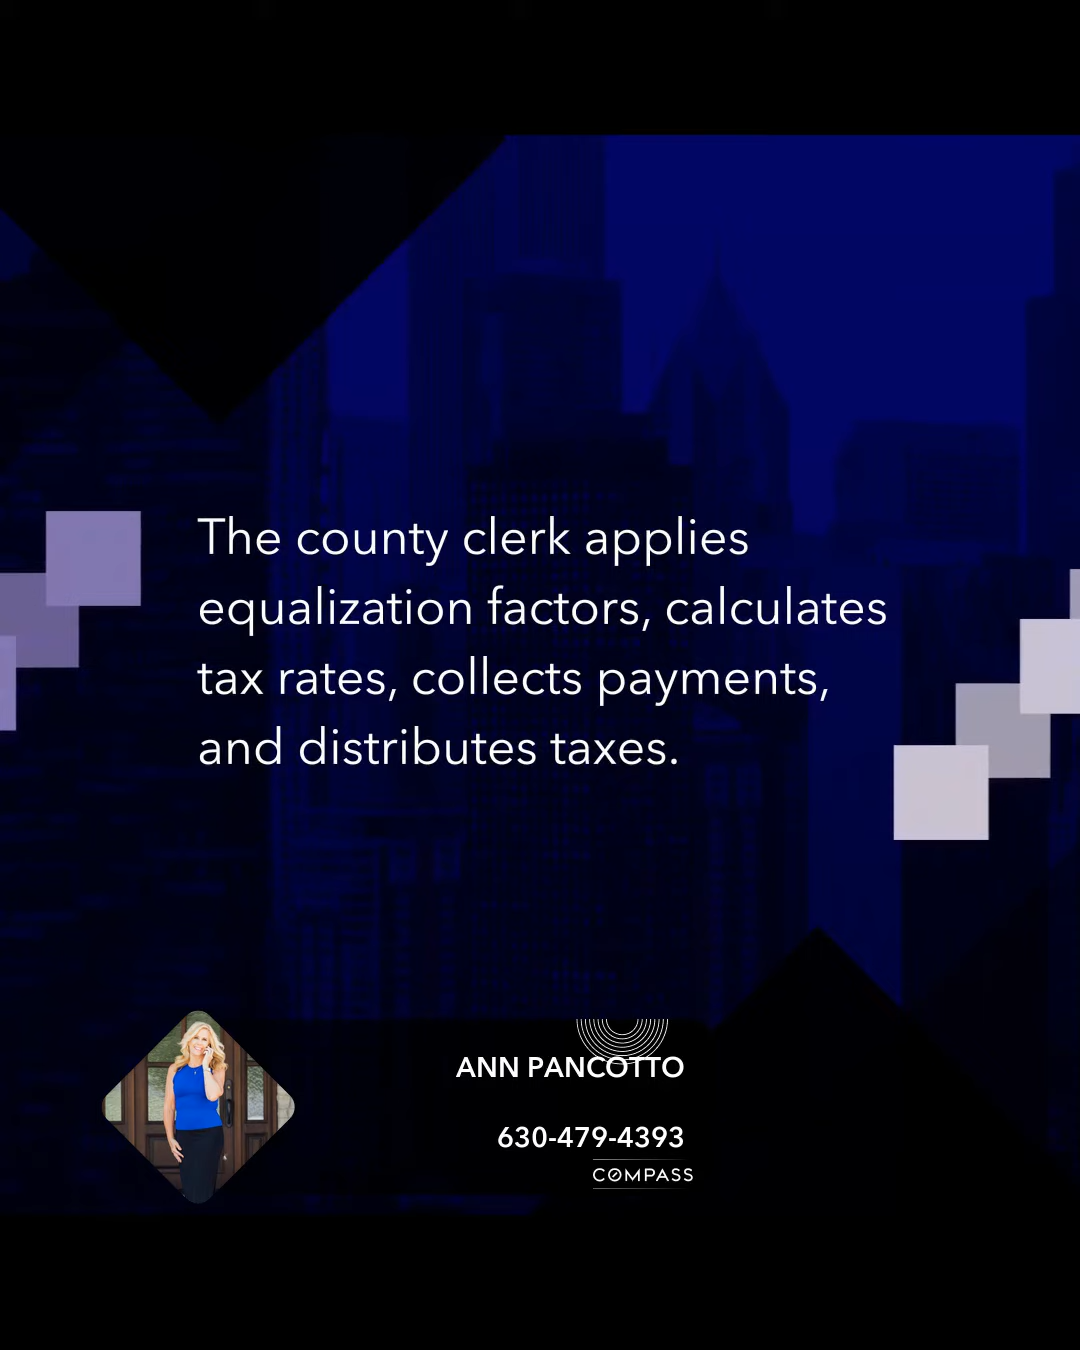 The county clerk applies
equalization factors, calculates
tax rates, collects payments,
and distributes taxes.
ANN PANCOTTO
630-479-4393
COMPASS